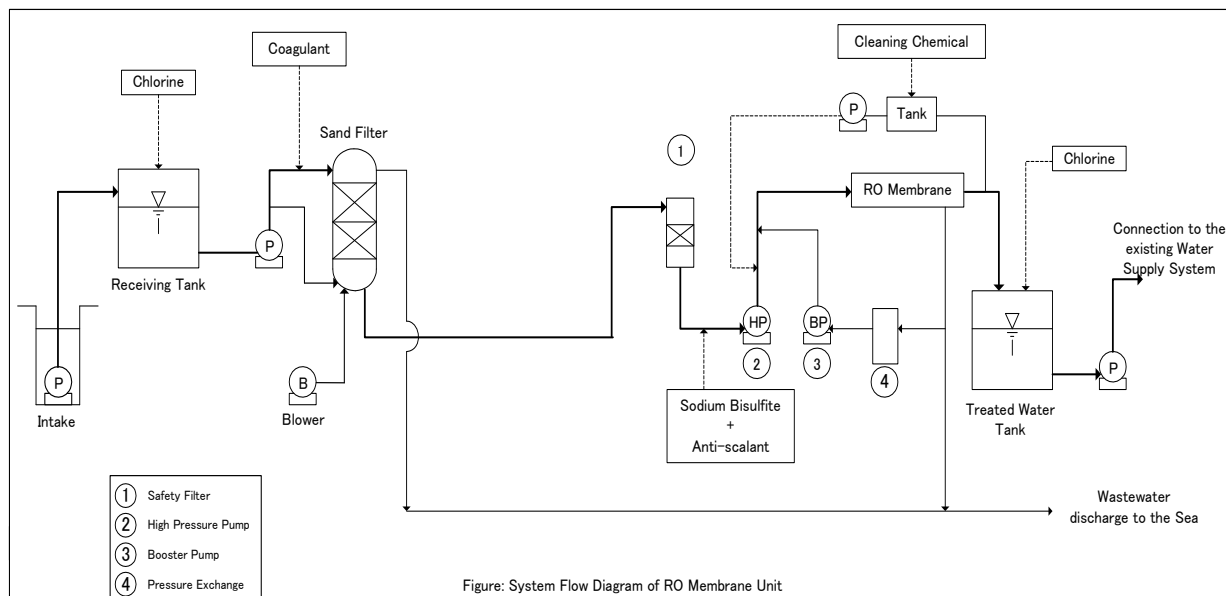 Coagulant
Cleaning Chemical
Chlorine
P
Tank
Sand Filter
1
Chlorine
RO Membrane
P
Connection to the
existing Water
Supply System
Receiving Tank
HP
BP
P
B
2
3
4
P
Intake
Blower
Sodium Bisulfite
+
Anti-scalant
Treated Water
Tank
1 Safety Filter
2 High Pressure Pump
3 Booster Pump
4 Pressure Exchange
Wastewater
discharge to the Sea
Figure: System Flow Diagram of RO Membrane Unit